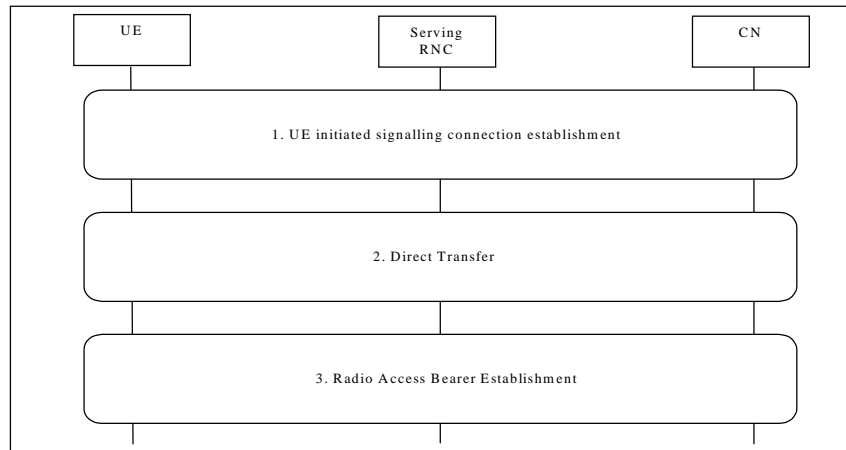 UE
Serving
RNC
CN
1. UE initiated signalling connection establishment
2. Direct Transfer
3. Radio Access Bearer Establishment